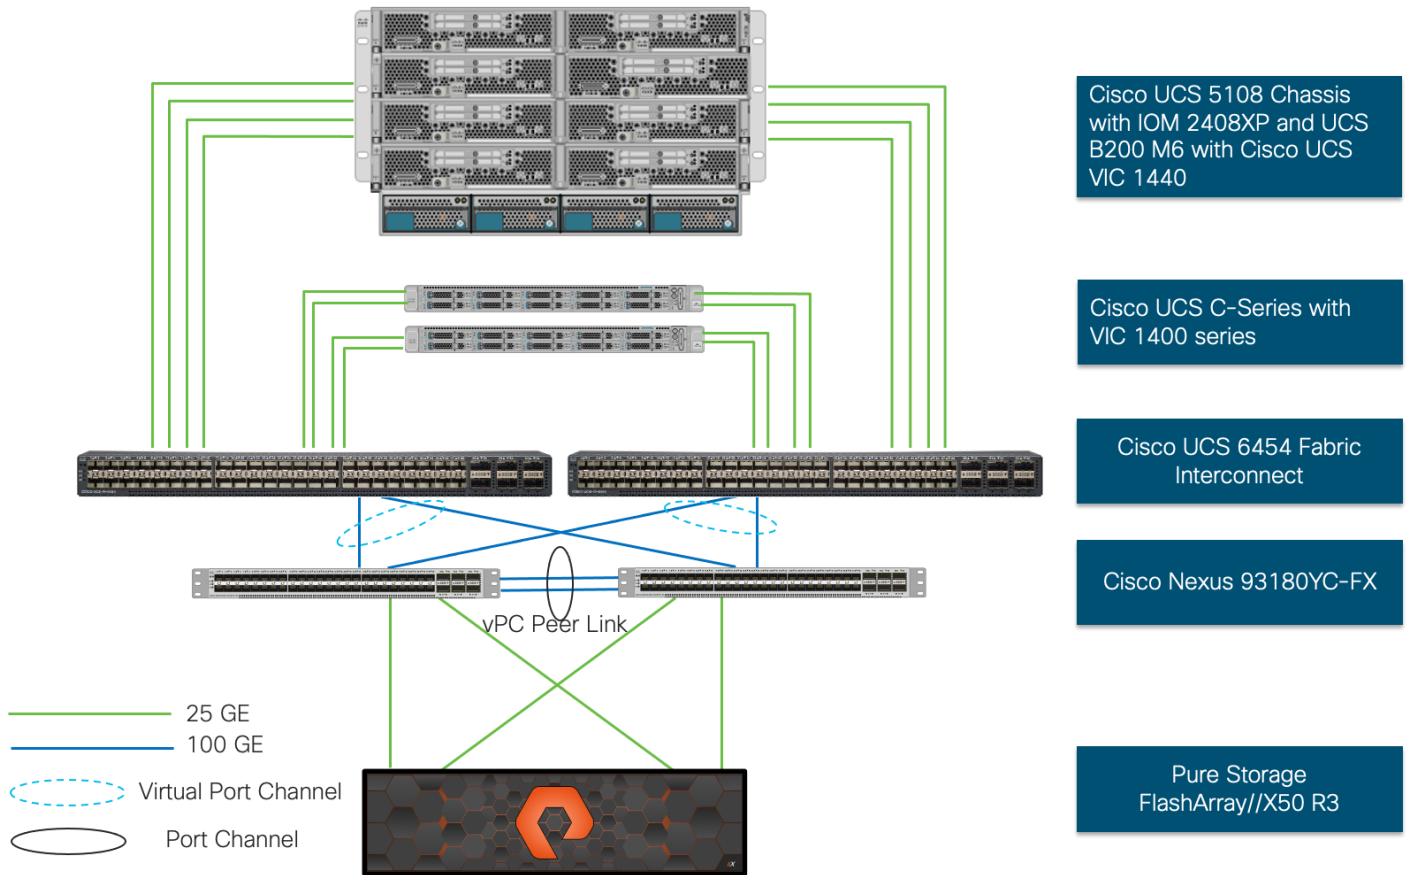 Cisco UCS 5108 Chassis
with IOM 2408XP and UCS
B200 M6 with Cisco UCS
VIC 1440
Cisco UCS C-Series with
VIC 1400 series
Cisco UCS 6454 Fabric
Interconnect
Cisco Nexus 93180YC-FX
vPC Peer Link
25 GE
100 GE
Virtual Port Channel
Port Channel
Pure Storage
FlashArray//X50 R3
//X